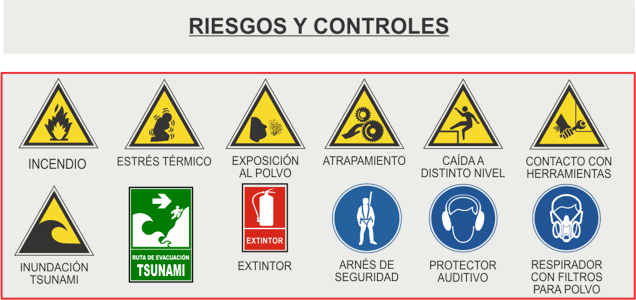 RIESGOS Y CONTROLES
INCENDIO
ESTRÉS TÉRMICO
EXPOSICIÓN
AL POLVO
ATRAPAMIENTO
CAÍDA A
DISTINTO NIVEL
CONTACTO CON
HERRAMIENTAS
INUNDACIÓN
TSUNAMI
RUTA DE EVACUACIÓN
TSUNAMI
EXTINTOR
EXTINTOR
ARNÉS DE
SEGURIDAD
PROTECTOR
AUDITIVO
RESPIRADOR
CON FILTROS
PARA POLVO